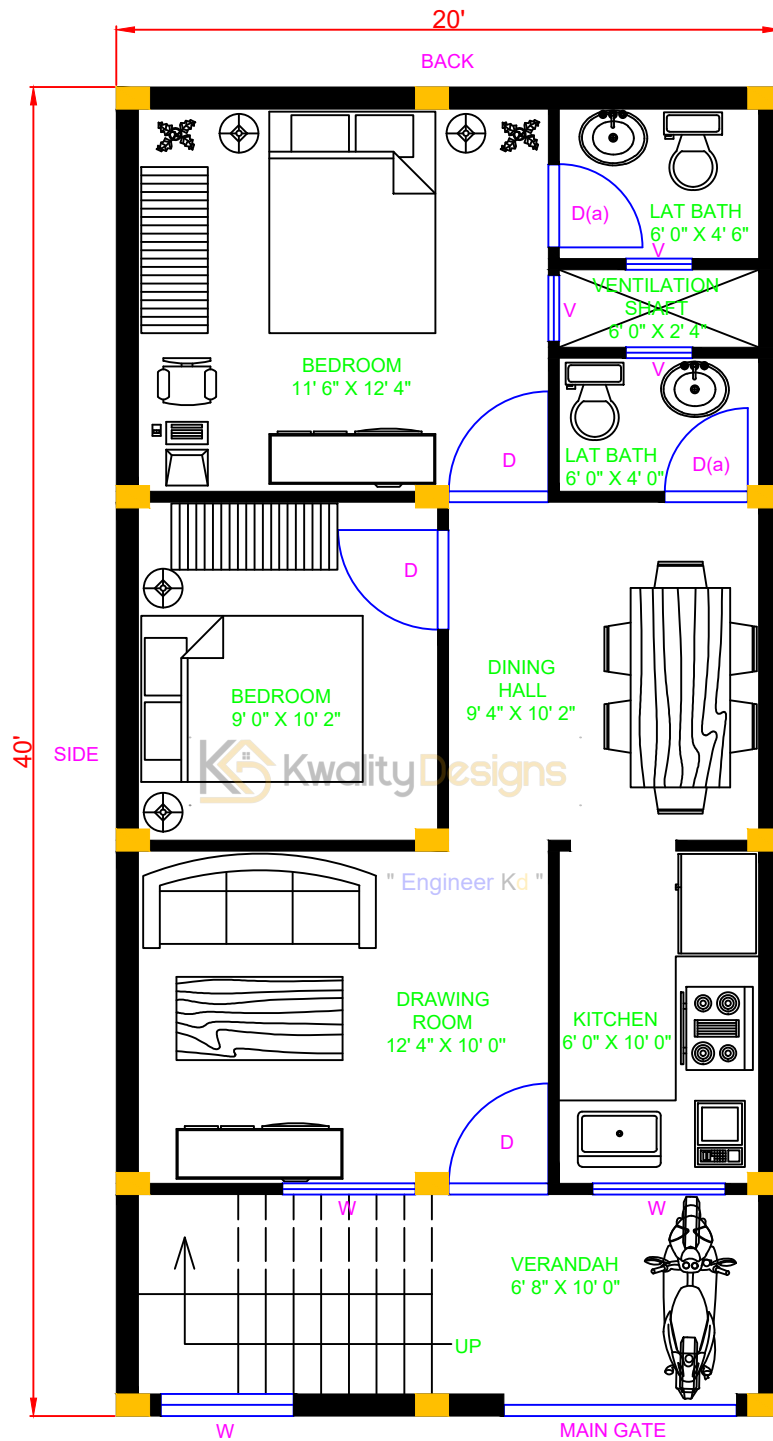 20'
BACK
D(a)
LAT BATH
6' 0" X 4' 6"
V
VENTILATION
SHAFT
6' 0" X 2' 4"
V
V
BEDROOM
11' 6" X 12' 4"
LAT BATH
6' 0" X 4' 0"
D(a)
D
D
DINING
HALL
9' 4" X 10' 2"
BEDROOM
9' 0" X 10' 2"
40'
SIDE
Kwality Designs
" Engineer Kd "
DRAWING
ROOM
12' 4" X 10' 0"
KITCHEN
6' 0" X 10' 0"
D
W
W
VERANDAH
6' 8" X 10' 0"
UP
W
MAIN GATE